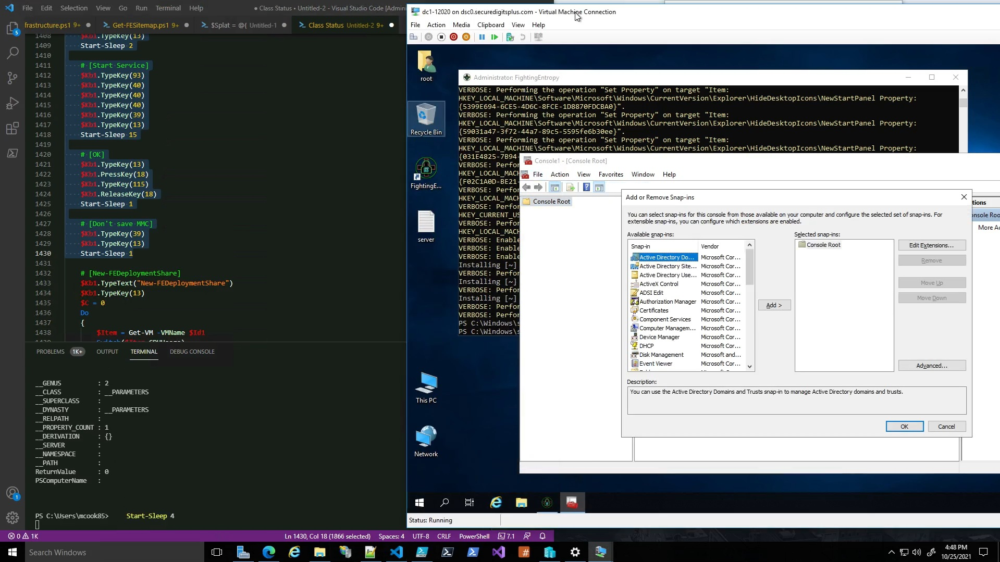 File Edit Selection View Go Run Terminal Help
● Class Status • Untitled-2 - Visual Studio Code [Admin
frastructure.ps1 9+ ●
Get-FESitemap.ps1 9+ ●
$Splat = @{ Untitled-1 ●
Class Status Untitled-2 9+ ●
1408 $Kb1.TypeKey(13)
1409 Start-Sleep 2
1410
1411 # [Start Service]
1412 $Kb1.TypeKey(93)
1413 $Kb1.TypeKey(40)
1414 $Kb1.TypeKey(40)
1415 $Kb1.TypeKey(40)
1416 $Kb1.TypeKey(39)
1417 $Kb1.TypeKey(13)
1418 Start-Sleep 15
1419
1420 # [OK]
1421 $Kb1.TypeKey(13)
1422 $Kb1.PressKey(18)
1423 $Kb1.TypeKey(115)
1424 $Kb1.ReleaseKey(18)
1425 Start-Sleep 1
1426
1427 # [Don't save MMC]
1428 $Kb1.TypeKey(39)
1429 $Kb1.TypeKey(13)
1430 Start-Sleep 1
1431
1432 # [New-FEDeploymentShare]
1433 $Kb1.TypeText("New-FEDeploymentShare")
1434 $Kb1.TypeKey(13)
1435 $C = 0
1436 Do
1437 {
1438 $Item = Get-VM -VMName $Id1
PROBLEMS 1K+ OUTPUT TERMINAL DEBUG CONSOLE
__GENUS : 2
__CLASS : __PARAMETERS
__SUPERCLASS :
__DYNASTY : __PARAMETERS
__RELPATH :
__PROPERTY_COUNT : 1
__DERIVATION : {}
__SERVER :
__NAMESPACE :
__PATH :
ReturnValue : 0
PSComputerName :
PS C:\Users\mcook85> Start-Sleep 4
5
1
0 1K
Ln 1430, Col 18 (1866 selected) Spaces: 4 UTF-8 CRLF PowerShell 7.1
dc1-12020 on dsc0.securedigitsplus.com - Virtual Machine Connection
File Action Media Clipboard View Help
root
Recycle Bin
FightingE...
server
This PC
Network
Administrator: FightingEntropy
VERBOSE: Performing the operation "Set Property" on target "Item:
HKEY_LOCAL_MACHINE\Software\Microsoft\Windows\CurrentVersion\Explorer\HideDesktopIcons\NewStartPanel Property:
{5399E694-6CE5-4D6C-8FCE-1D8870FDCBA0}".
VERBOSE: Performing the operation "Set Property" on target "Item:
HKEY_LOCAL_MACHINE\Software\Microsoft\Windows\CurrentVersion\Explorer\HideDesktopIcons\NewStartPanel Property:
{59031a47-3f72-44a7-89c5-5595fe6b30ee}".
VERBOSE: Performing the operation "Set Property" on target "Item:
HKEY_LOCAL_MACHINE\Software\Microsoft\Windows\CurrentVersion\Explorer\HideDesktopIcons\NewStartPanel Property:
{031E4825-7B94-
VERBOSE: Perfor
HKEY_LOCAL_MACH
{F02C1A0D-BE21-
VERBOSE: Perfor
HKEY_LOCAL_MACH
VERBOSE: Perfor
HKEY_CURRENT_US
VERBOSE: Perfor
HKEY_LOCAL_MACH
VERBOSE: Enable
VERBOSE: Enable
VERBOSE: Enable
Installing [~]
VERBOSE: Perfor
Installing [~]
VERBOSE: Perfor
Installing [~]
VERBOSE: Perfor
VERBOSE: Perfor
PS C:\Windows\s
PS C:\Windows\s
Console1 - [Console Root]
File Action View Favorites Window Help
Console Root
tions
onsole Roo
More Ac
Add or Remove Snap-ins
You can select snap-ins for this console from those available on your computer and configure the selected set of snap-ins. For
extensible snap-ins, you can configure which extensions are enabled.
Available snap-ins:
Snap-in Vendor
Active Directory Do... Microsoft Cor...
Active Directory Site... Microsoft Cor...
Active Directory Use... Microsoft Cor...
ActiveX Control Microsoft Cor...
ADSI Edit Microsoft Cor...
Authorization Manager Microsoft Cor...
Certificates Microsoft Cor...
Component Services Microsoft Cor...
Computer Managem... Microsoft Cor...
Device Manager Microsoft Cor...
DHCP Microsoft Cor...
Disk Management Microsoft and...
Event Viewer Microsoft Cor...
Add >
Selected snap-ins:
Console Root
Edit Extensions...
Remove
Move Up
Move Down
Advanced...
Description:
You can use the Active Directory Domains and Trusts snap-in to manage Active Directory domains and trusts.
OK Cancel
Status: Running
Search Windows
4:48 PM
10/25/2021